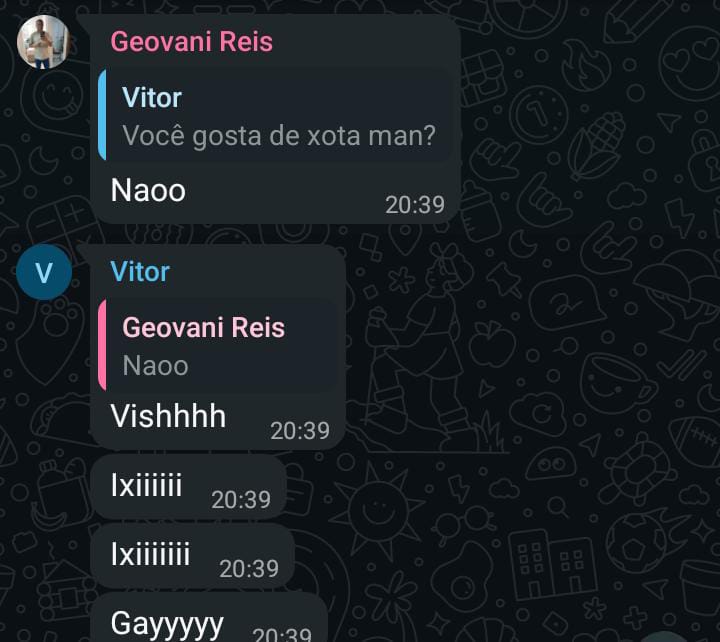 Geovani Reis
Vitor
Você gosta de xota man?
Naoo
20:39
V
Vitor
Geovani Reis
Naoo
Vishhhh
20:39
Ixiiiiii
20:39
Ixiiiiiii
20:39
Gayyyyy
20:39